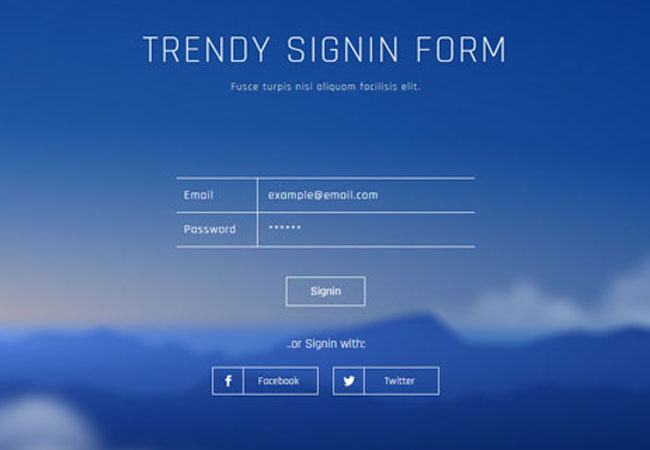 TRENDY SIGNIN FORM
Fusce turpis nisi aliquam facilisis elit.
Email example@email.com
Password ******
Signin
...or Signin with:
Facebook Twitter